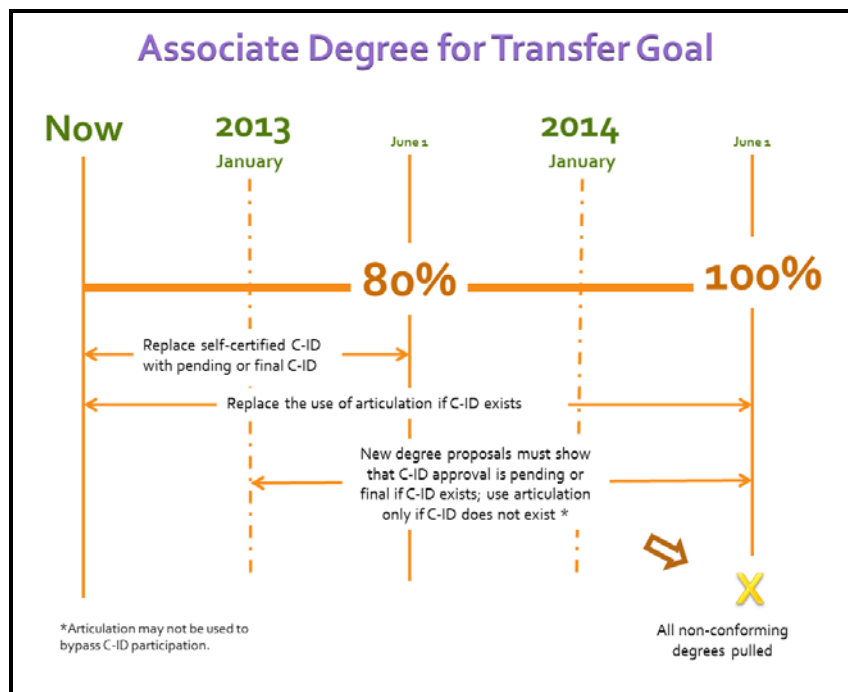 Associate Degree for Transfer Goal
Now
2013
January
June 1
2014
January
June 1
80%
100%
Replace self-certified C-ID
with pending or final C-ID
Replace the use of articulation if C-ID exists
New degree proposals must show
that C-ID approval is pending or
final if C-ID exists; use articulation
only if C-ID does not exist *
X
All non-conforming
degrees pulled
*Articulation may not be used to
bypass C-ID participation.